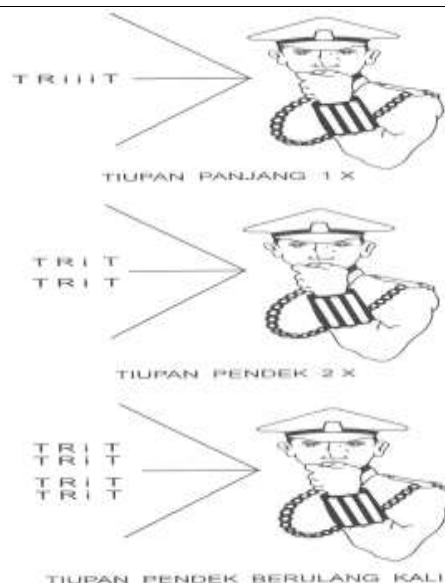 TRiiiT
TIUPAN PANJANG 1 X
TRiT
TRiT
TIUPAN PENDEK 2 X
TRiT
TRiT
TRiT
TRiT
TIUPAN PENDEK BERULANG KALI